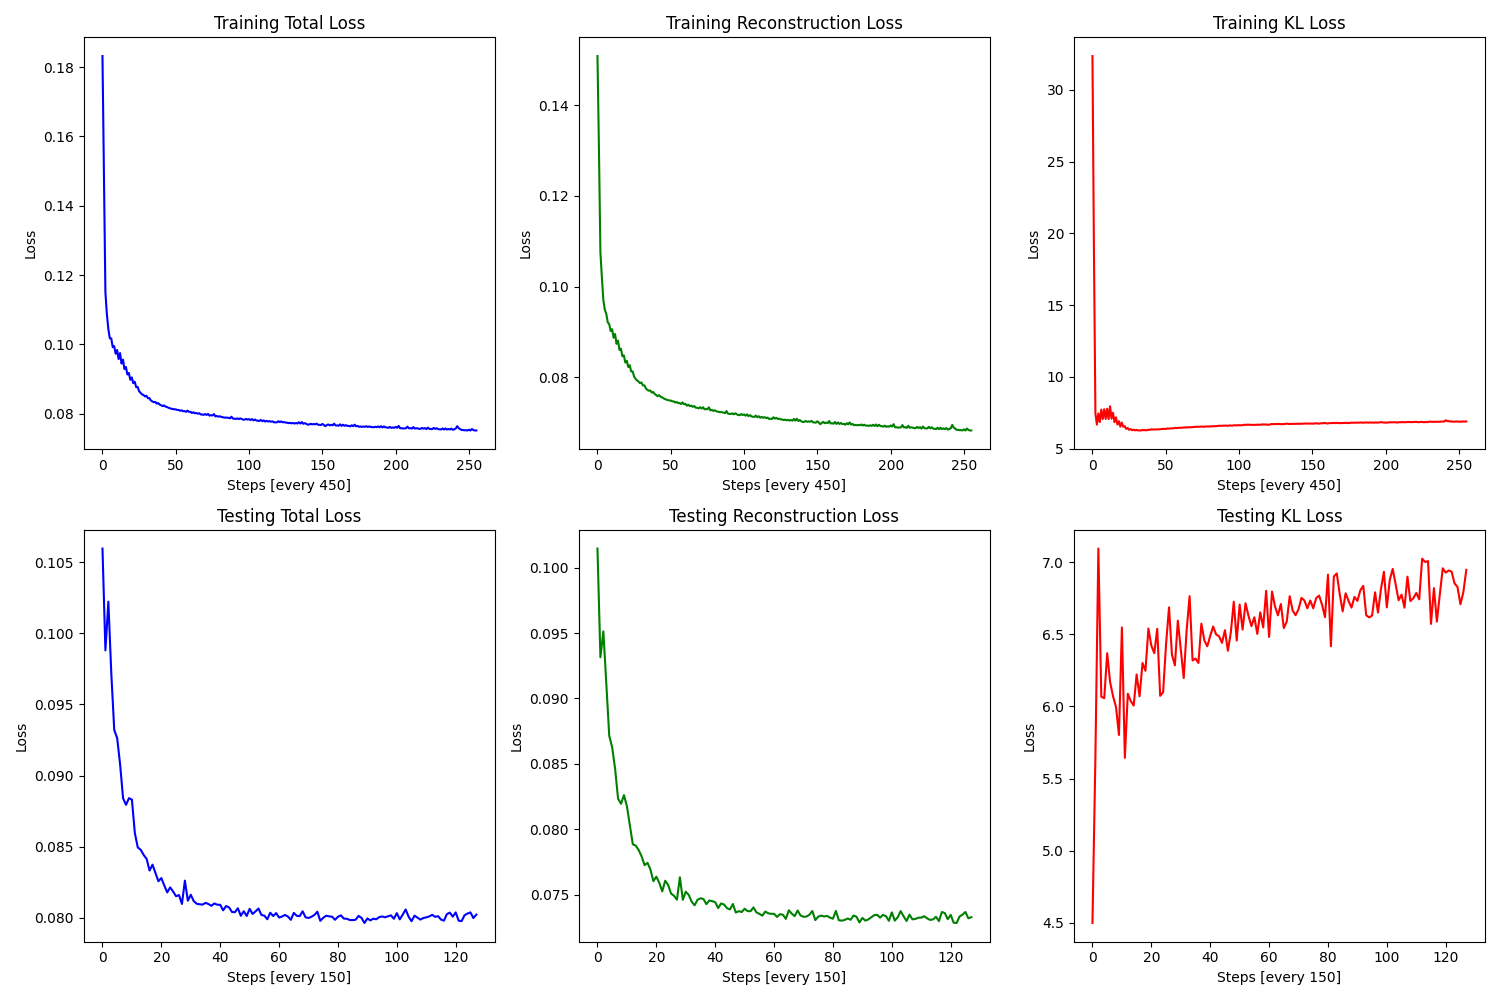 Training Total Loss
0.18
0.16
0.14
0.12
0.10
0.08
Loss
0 50 100 150 200 250
Steps [every 450]
Training Reconstruction Loss
0.14
0.12
0.10
0.08
Loss
0 50 100 150 200 250
Steps [every 450]
Training KL Loss
30
25
20
15
10
5
Loss
0 50 100 150 200 250
Steps [every 450]
Testing Total Loss
0.105
0.100
0.095
0.090
0.085
0.080
Loss
0 20 40 60 80 100 120
Steps [every 150]
Testing Reconstruction Loss
0.100
0.095
0.090
0.085
0.080
0.075
Loss
0 20 40 60 80 100 120
Steps [every 150]
Testing KL Loss
7.0
6.5
6.0
5.5
5.0
4.5
Loss
0 20 40 60 80 100 120
Steps [every 150]